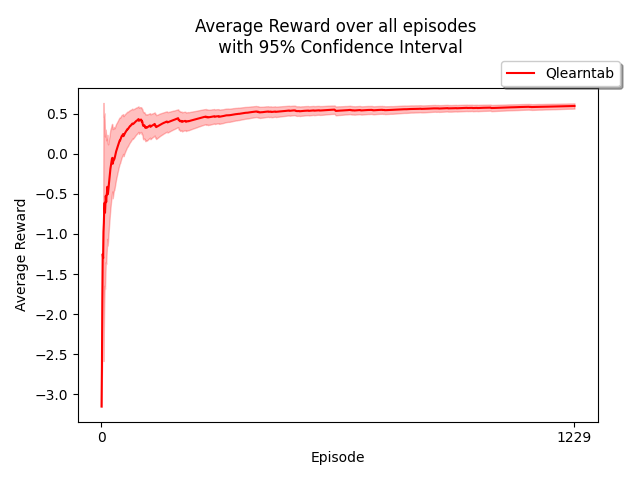 Average Reward over all episodes
with 95% Confidence Interval
Qlearntab
0.5
0.0
−0.5
−1.0
−1.5
−2.0
−2.5
−3.0
Average Reward
0
1229
Episode